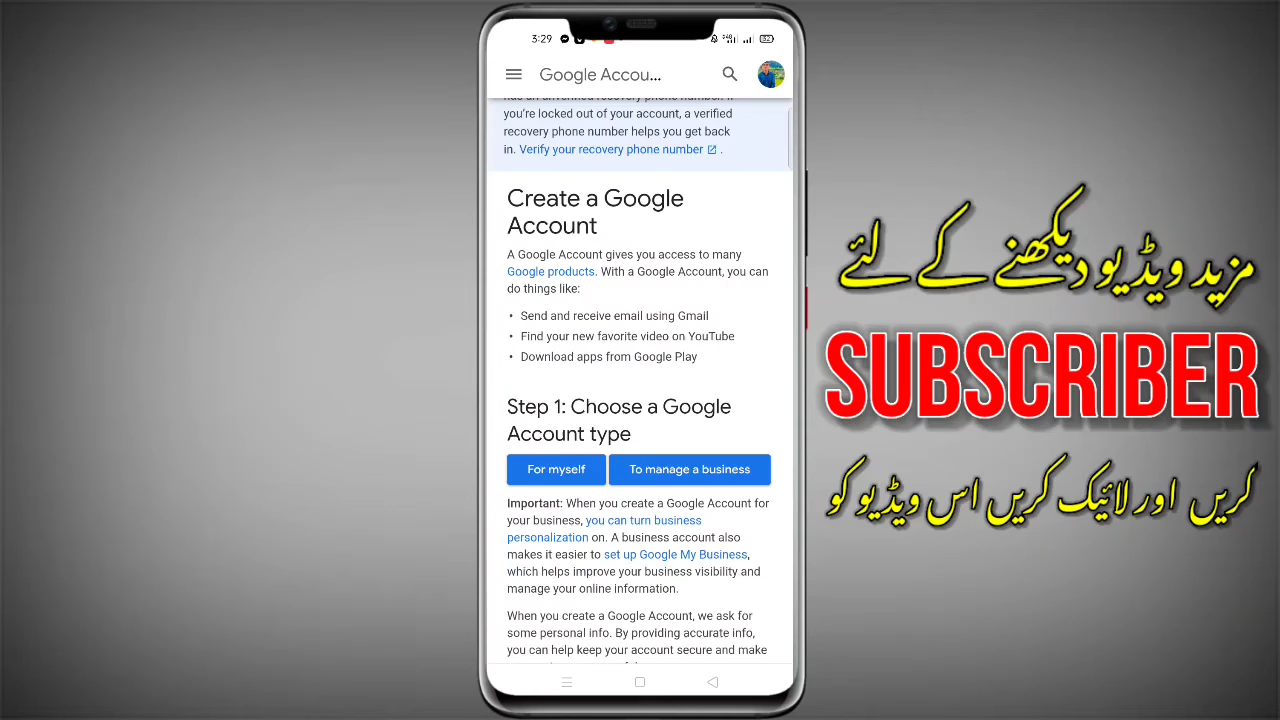 3:29
52
Google Accou...
you're locked out of your account, a verified
recovery phone number helps you get back
in. Verify your recovery phone number .
Create a Google
Account
A Google Account gives you access to many
Google products. With a Google Account, you can
do things like:
• Send and receive email using Gmail
• Find your new favorite video on YouTube
• Download apps from Google Play
Step 1: Choose a Google
Account type
For myself
To manage a business
Important: When you create a Google Account for
your business, you can turn business
personalization on. A business account also
makes it easier to set up Google My Business,
which helps improve your business visibility and
manage your online information.
When you create a Google Account, we ask for
some personal info. By providing accurate info,
you can help keep your account secure and make
مزید ویڈیو دیکھنے کے لئے
SUBSCRIBER
کریں اور لائیک کریں اس ویڈیو کو